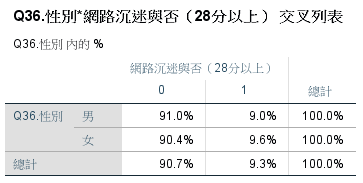 Q36.性別*網路沉迷與否（28分以上） 交叉列表
Q36.性別 內的 %
網路沉迷與否（28分以上）
0 1 總計
Q36.性別 男 91.0% 9.0% 100.0%
女 90.4% 9.6% 100.0%
總計 90.7% 9.3% 100.0%